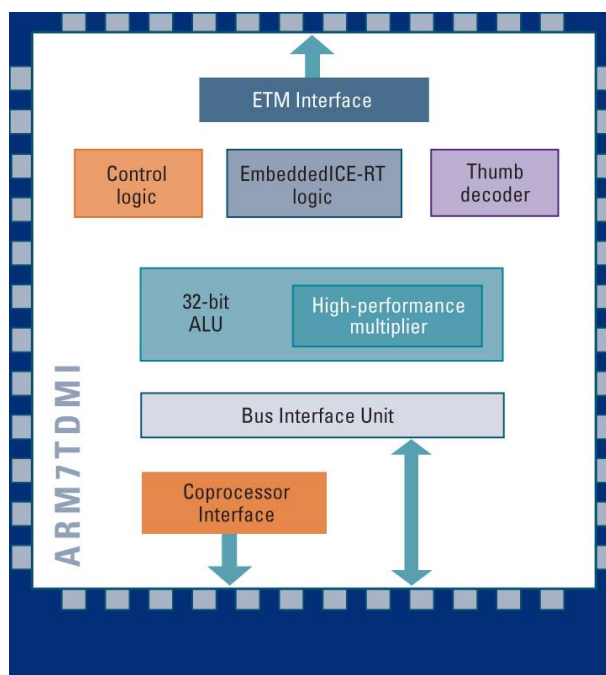 ETM Interface
Control
logic
EmbeddedICE-RT
logic
Thumb
decoder
32-bit
ALU
High-performance
multiplier
Bus Interface Unit
Coprocessor
Interface
ARM7TDMI